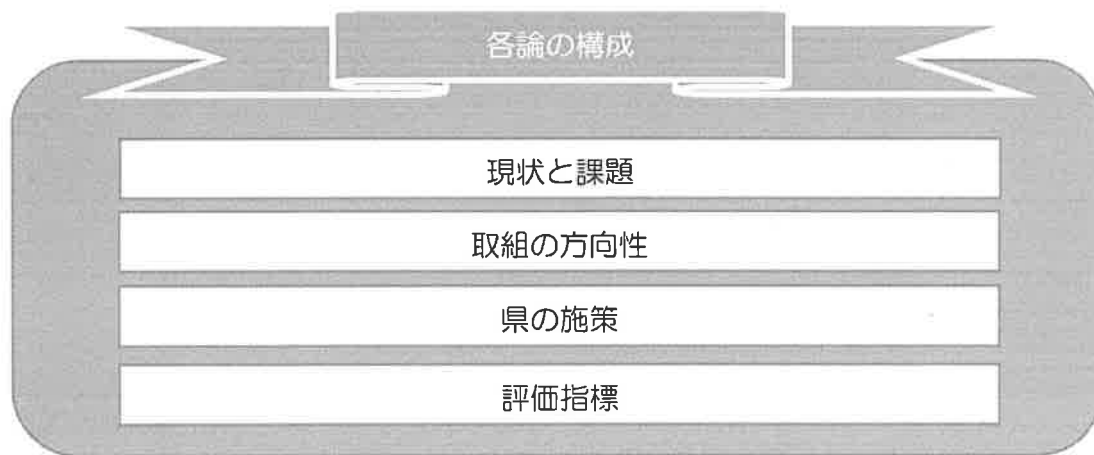 各論の構成
現状と課題
取組の方向性
県の施策
評価指標